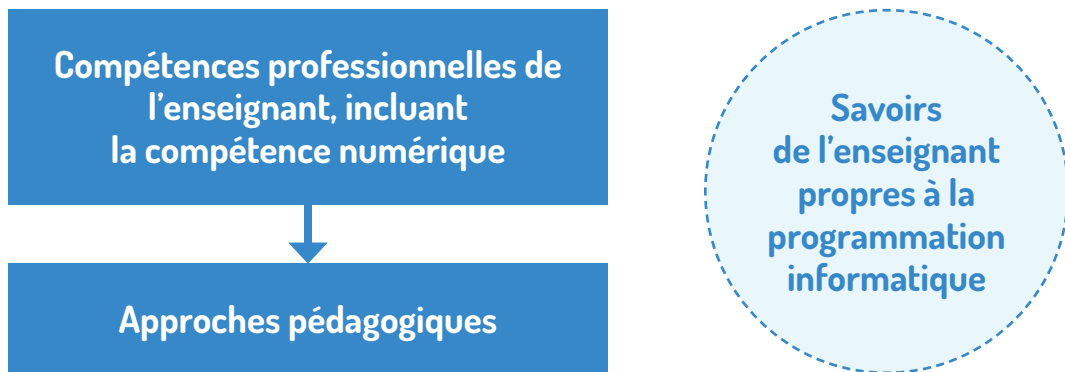 Compétences professionnelles de
l'enseignant, incluant
la compétence numérique
Approches pédagogiques
Savoirs
de l'enseignant
propres à la
programmation
informatique